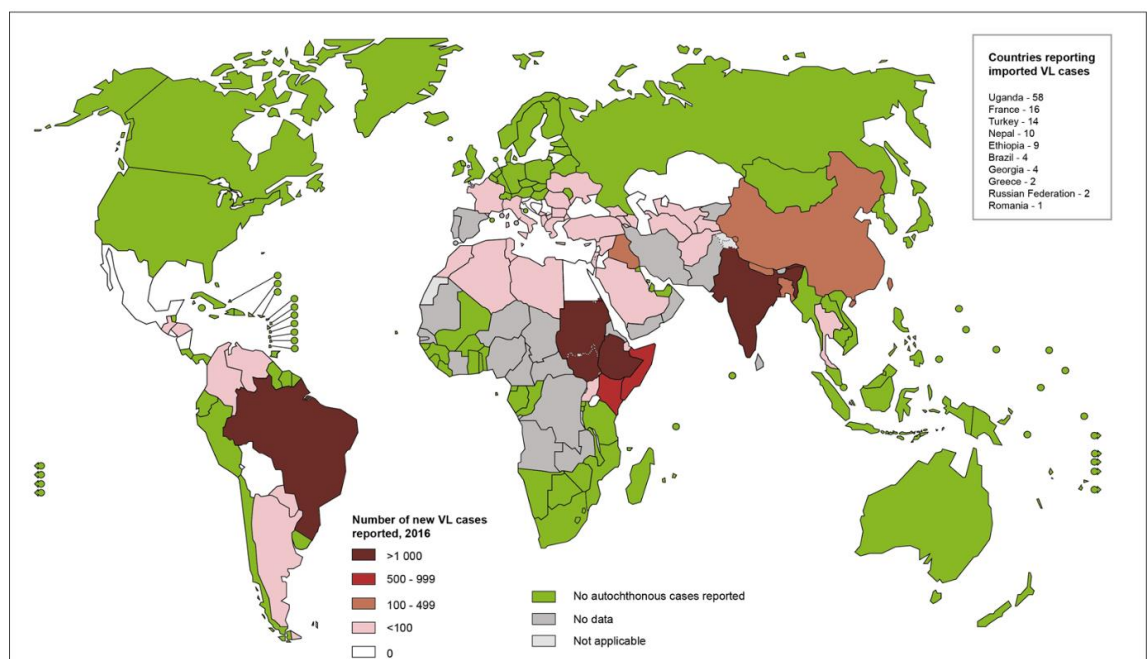 Countries reporting
imported VL cases
Uganda - 58
France - 16
Turkey - 14
Nepal - 10
Ethiopia - 9
Brazil - 4
Georgia - 4
Greece - 2
Russian Federation - 2
Romania - 1
Number of new VL cases
reported, 2016
>1 000
500 - 999
100 - 499
<100
0
No autochthonous cases reported
No data
Not applicable